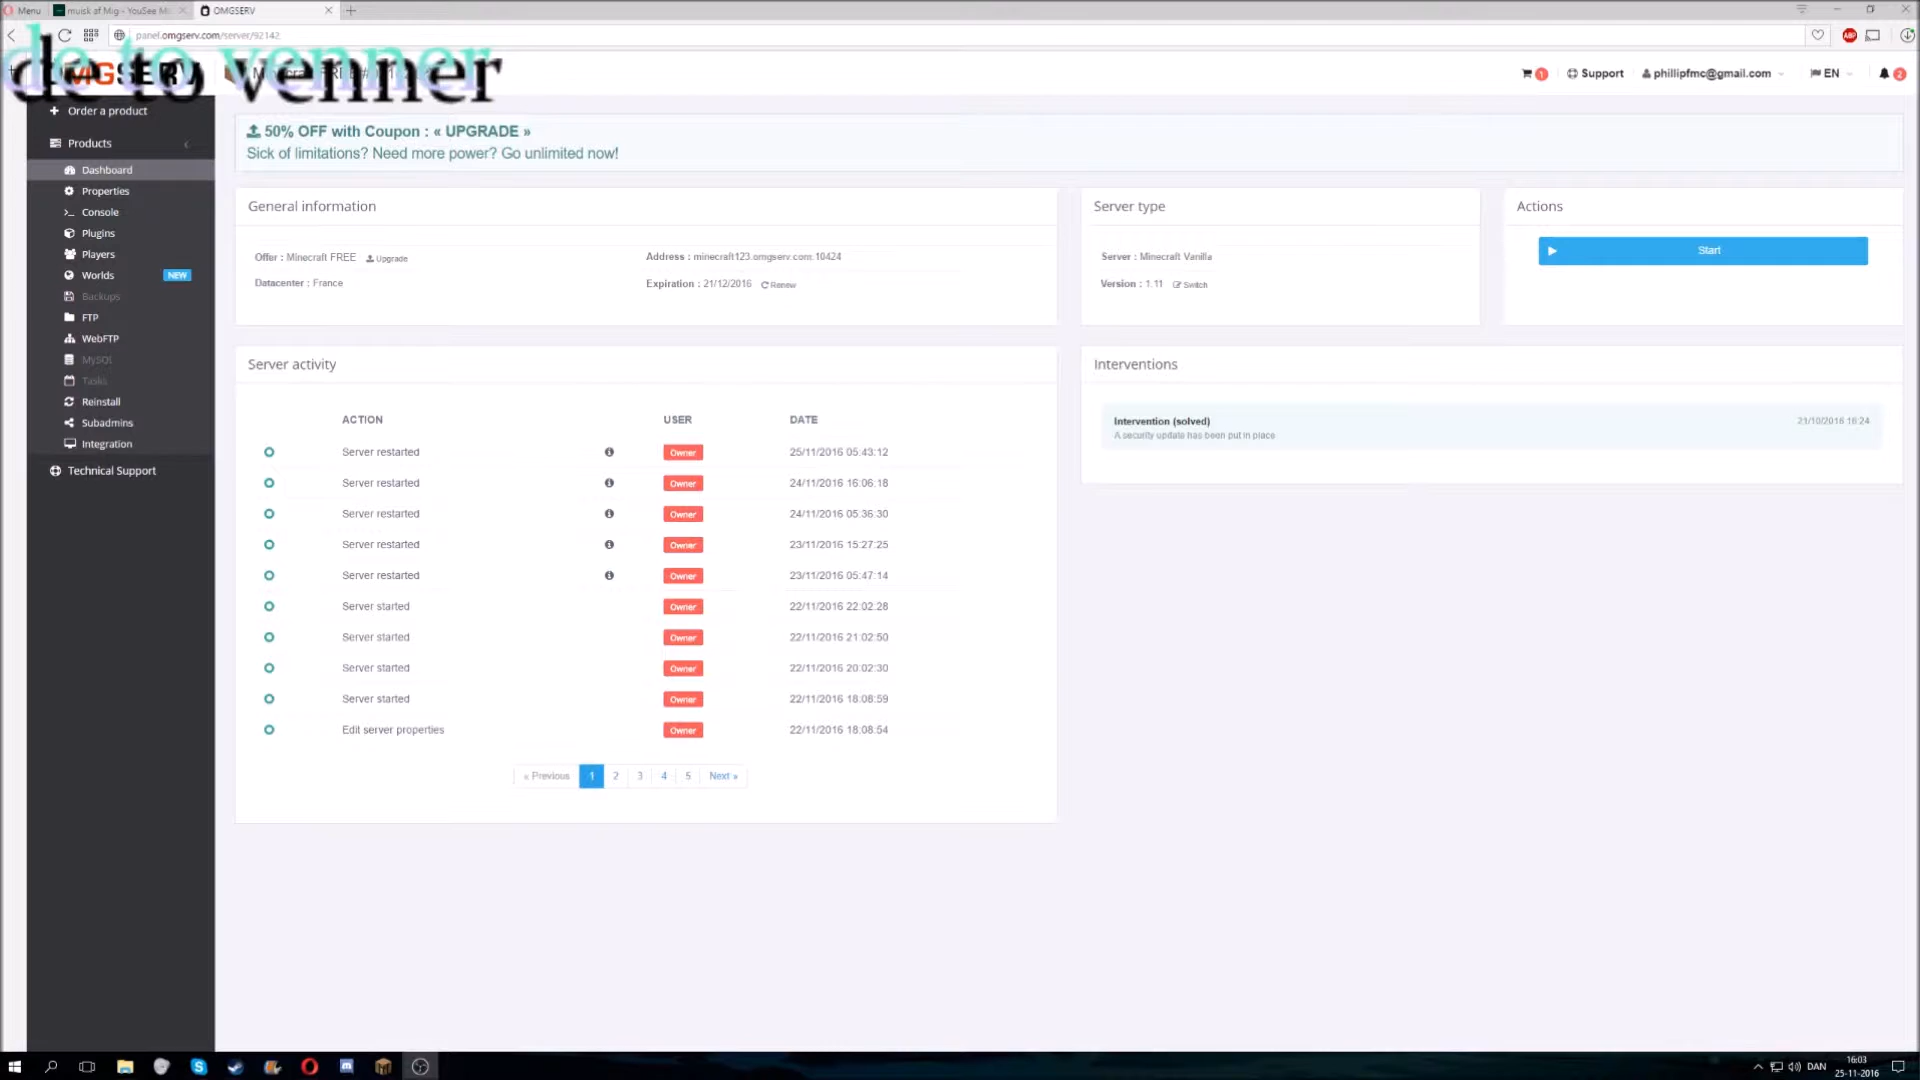 Menu
muisk af Mig - YouSee M
OMGSERV
panel.omgserv.com/server/92142
de to venner
OMGSERV
Support
phillipfmc@gmail.com
EN
1
2
Order a product
Products
Dashboard
Properties
Console
Plugins
Players
Worlds
NEW
Backups
FTP
WebFTP
MySQL
Tasks
Reinstall
Subadmins
Integration
Technical Support
50% OFF with Coupon : « UPGRADE »
Sick of limitations? Need more power? Go unlimited now!
General information
Offer : Minecraft FREE Upgrade
Address : minecraft123.omgserv.com:10424
Datacenter : France
Expiration : 21/12/2016 Renew
Server type
Server : Minecraft Vanilla
Version : 1.11 Switch
Actions
Start
Server activity
ACTION USER DATE
Server restarted Owner 25/11/2016 05:43:12
Server restarted Owner 24/11/2016 16:06:18
Server restarted Owner 24/11/2016 05:36:30
Server restarted Owner 23/11/2016 15:27:25
Server restarted Owner 23/11/2016 05:47:14
Server started Owner 22/11/2016 22:02:28
Server started Owner 22/11/2016 21:02:50
Server started Owner 22/11/2016 20:02:30
Server started Owner 22/11/2016 18:08:59
Edit server properties Owner 22/11/2016 18:08:54
« Previous 1 2 3 4 5 Next »
Interventions
Intervention (solved) 21/10/2016 16:24
A security update has been put in place
DAN
16:03
25-11-2016